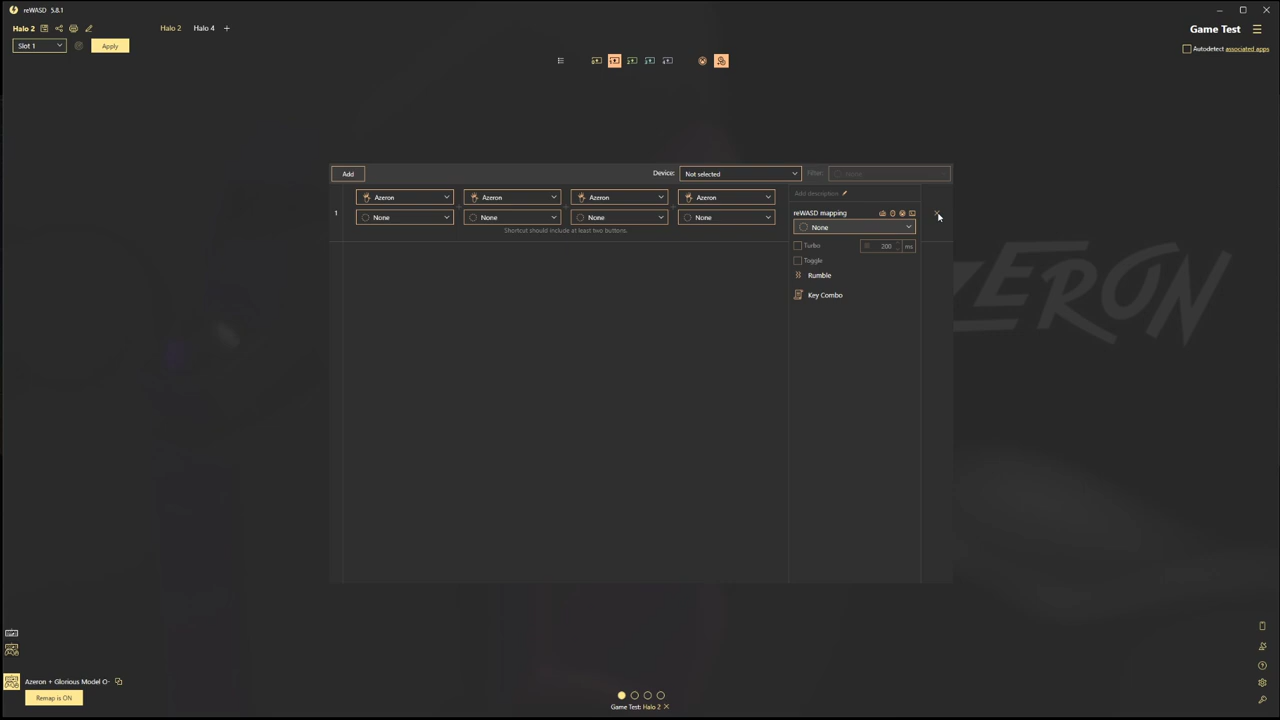 reWASD 5.8.1
Halo 2
Halo 2
Halo 4
+
Game Test
Slot 1
Apply
Autodetect associated apps
Add
Device:
Not selected
Filter:
None
1
Azeron
Azeron
Azeron
Azeron
None
None
None
None
Shortcut should include at least two buttons.
Add description
reWASD mapping
None
Turbo
200
ms
Toggle
Rumble
Key Combo
AZERON
Azeron + Glorious Model O-
Remap is ON
Game Test: Halo 2